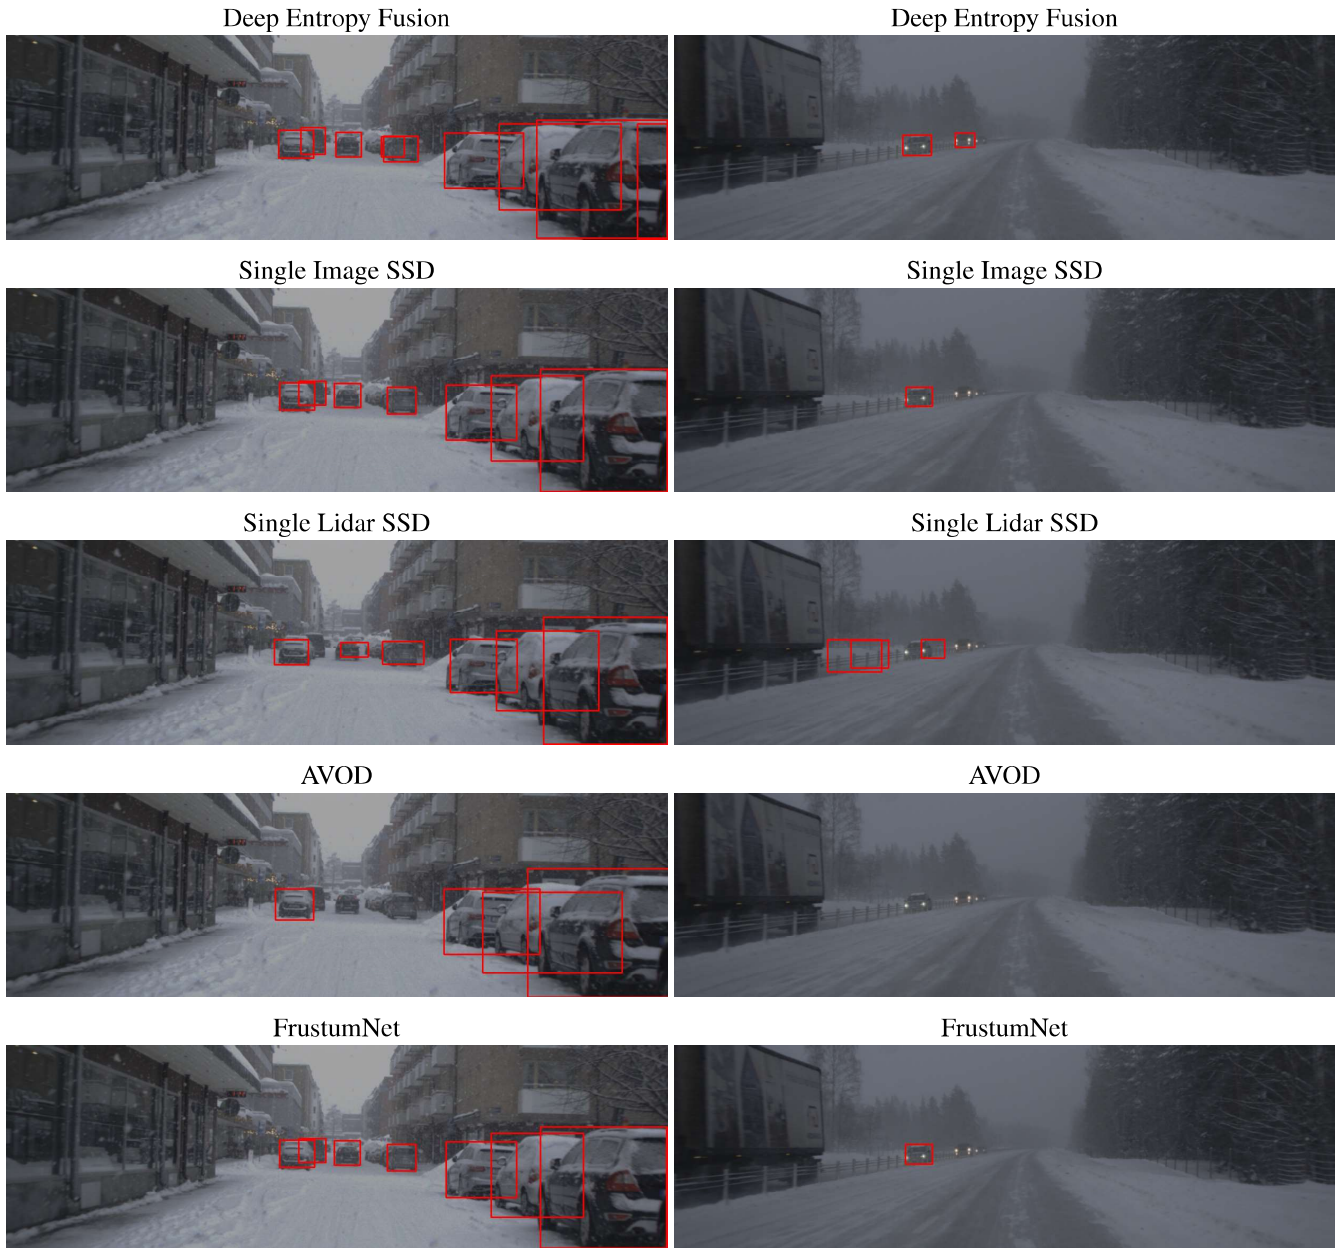 Deep Entropy Fusion
Deep Entropy Fusion
Single Image SSD
Single Image SSD
Single Lidar SSD
Single Lidar SSD
AVOD
AVOD
FrustumNet
FrustumNet